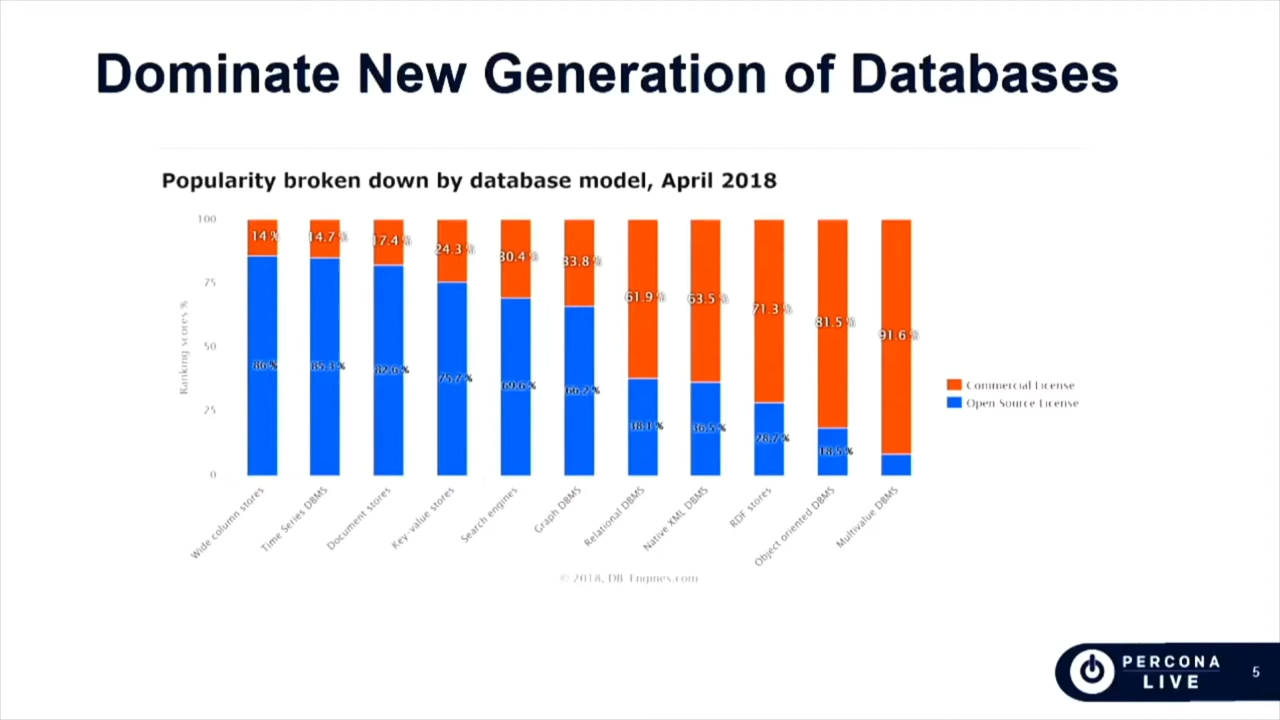 Dominate New Generation of Databases
Popularity broken down by database model, April 2018
100
75
50
25
0
Ranking scores %
14 %
14.7 %
17.4 %
24.3 %
30.4 %
33.8 %
61.9 %
63.5 %
71.3 %
81.5 %
91.6 %
86 %
85.3 %
82.6 %
75.7 %
69.6 %
66.2 %
38.1 %
36.5 %
28.7 %
18.5 %
Commercial License
Open Source License
Wide column stores
Time Series DBMS
Document stores
Key-value stores
Search engines
Graph DBMS
Relational DBMS
Native XML DBMS
RDF stores
Object oriented DBMS
Multivalue DBMS
© 2018, DB-Engines.com
PERCONA
LIVE
5